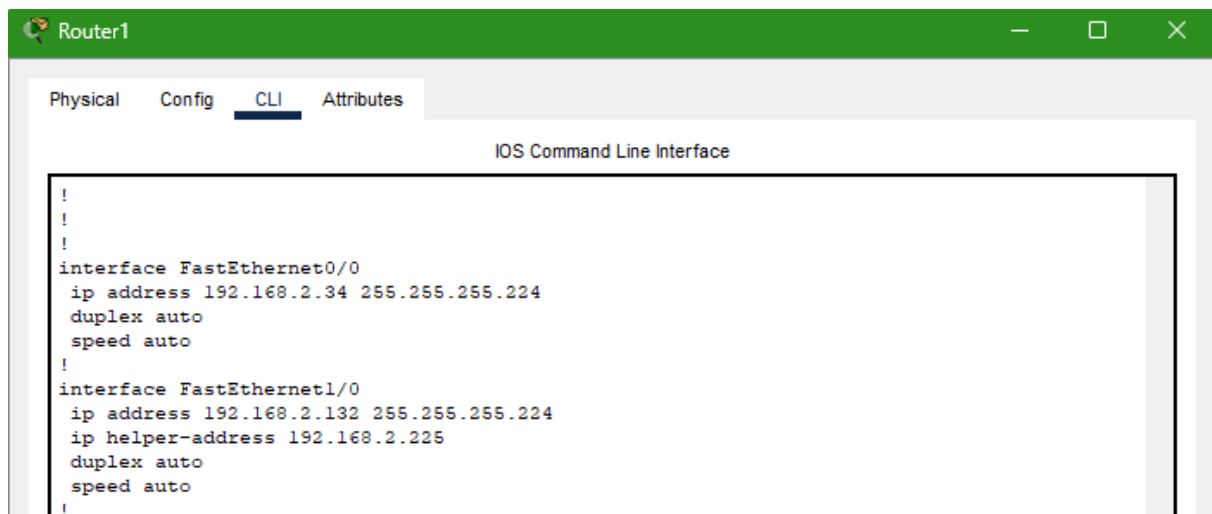 Router1
Physical Config CLI Attributes
IOS Command Line Interface
!
!
!
interface FastEthernet0/0
 ip address 192.168.2.34 255.255.255.224
 duplex auto
 speed auto
!
interface FastEthernet1/0
 ip address 192.168.2.132 255.255.255.224
 ip helper-address 192.168.2.225
 duplex auto
 speed auto
!